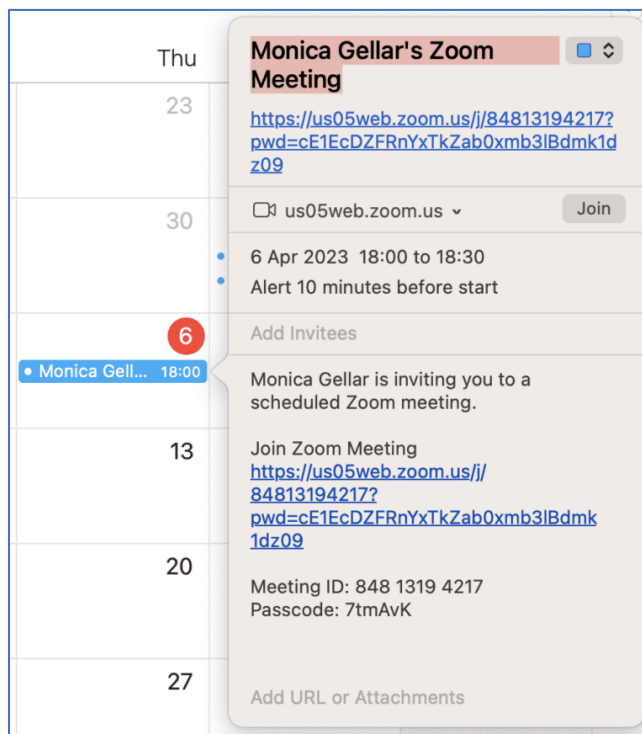 Thu
23
30
6
Monica Gell... 18:00
13
20
27
Monica Gellar's Zoom
Meeting
https://us05web.zoom.us/j/84813194217?
pwd=cE1EcDZFRnYxTkZab0xmb3lBdmk1d
z09
us05web.zoom.us
Join
6 Apr 2023 18:00 to 18:30
Alert 10 minutes before start
Add Invitees
Monica Gellar is inviting you to a
scheduled Zoom meeting.
Join Zoom Meeting
https://us05web.zoom.us/j/
84813194217?
pwd=cE1EcDZFRnYxTkZab0xmb3lBdmk
1dz09
Meeting ID: 848 1319 4217
Passcode: 7tmAvK
Add URL or Attachments